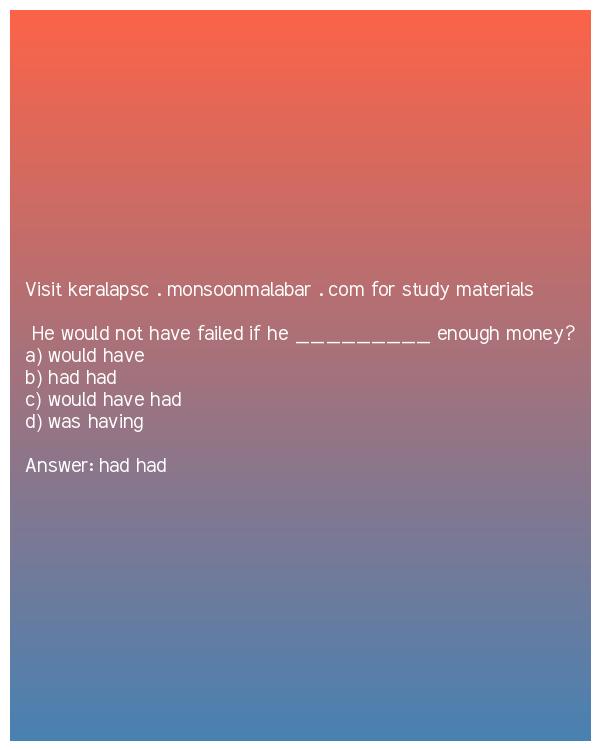 Visit keralapsc . monsoonmalabar . com for study materials
He would not have failed if he _________ enough money?
a) would have
b) had had
c) would have had
d) was having
Answer: had had